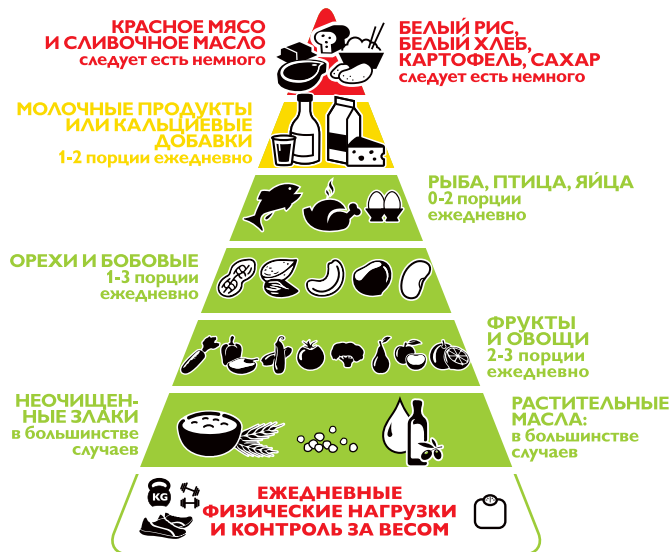 КРАСНОЕ МЯСО
И СЛИВОЧНОЕ МАСЛО
следует есть немного
БЕЛЫЙ РИС,
БЕЛЫЙ ХЛЕБ,
КАРТОФЕЛЬ, САХАР
следует есть немного
МОЛОЧНЫЕ ПРОДУКТЫ
ИЛИ КАЛЬЦИЕВЫЕ
ДОБАВКИ
1-2 порции ежедневно
РЫБА, ПТИЦА, ЯЙЦА
0-2 порции
ежедневно
ОРЕХИ И БОБОВЫЕ
1-3 порции
ежедневно
ФРУКТЫ
И ОВОЩИ
2-3 порции
ежедневно
НЕОЧИЩЕН-
НЫЕ ЗЛАКИ
в большинстве
случаев
РАСТИТЕЛЬНЫЕ
МАСЛА:
в большинстве
случаев
KG
ЕЖЕДНЕВНЫЕ
ФИЗИЧЕСКИЕ НАГРУЗКИ
И КОНТРОЛЬ ЗА ВЕСОМ